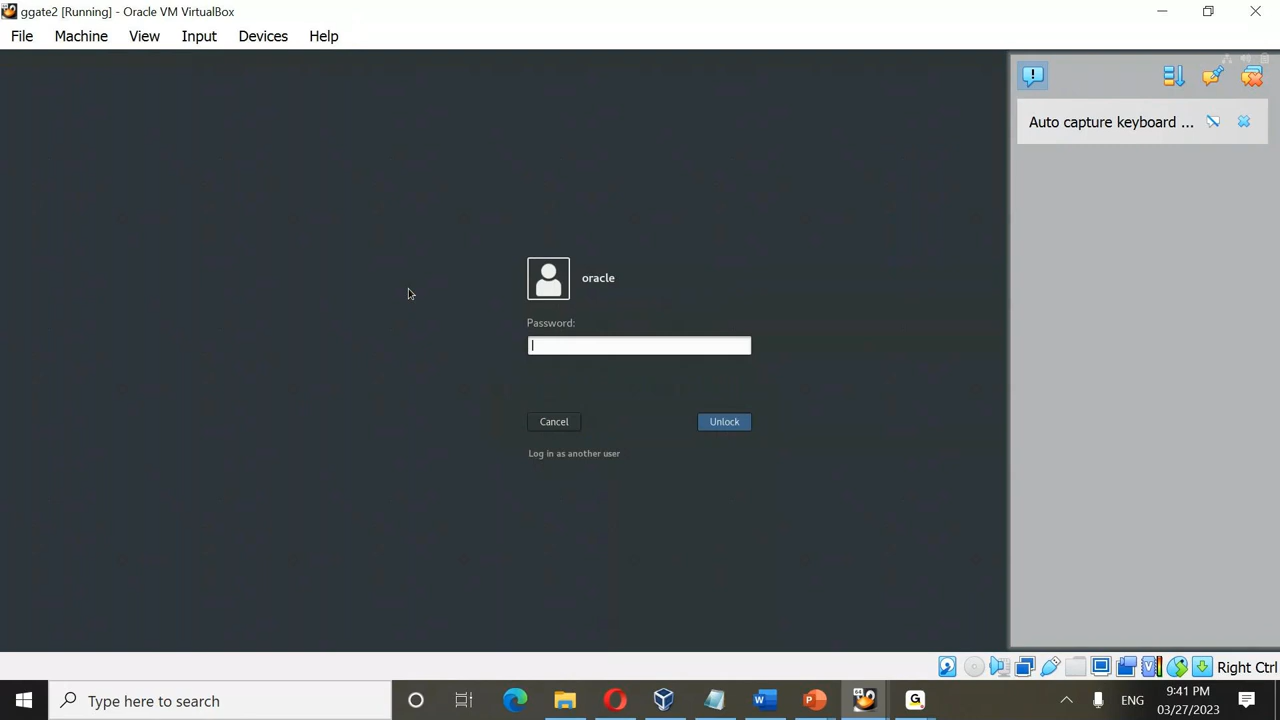 ggate2 [Running] - Oracle VM VirtualBox
File Machine View Input Devices Help
Auto capture keyboard ...
oracle
Password:
Cancel Unlock
Log in as another user
Right Ctrl
Type here to search
ENG
9:41 PM
03/27/2023